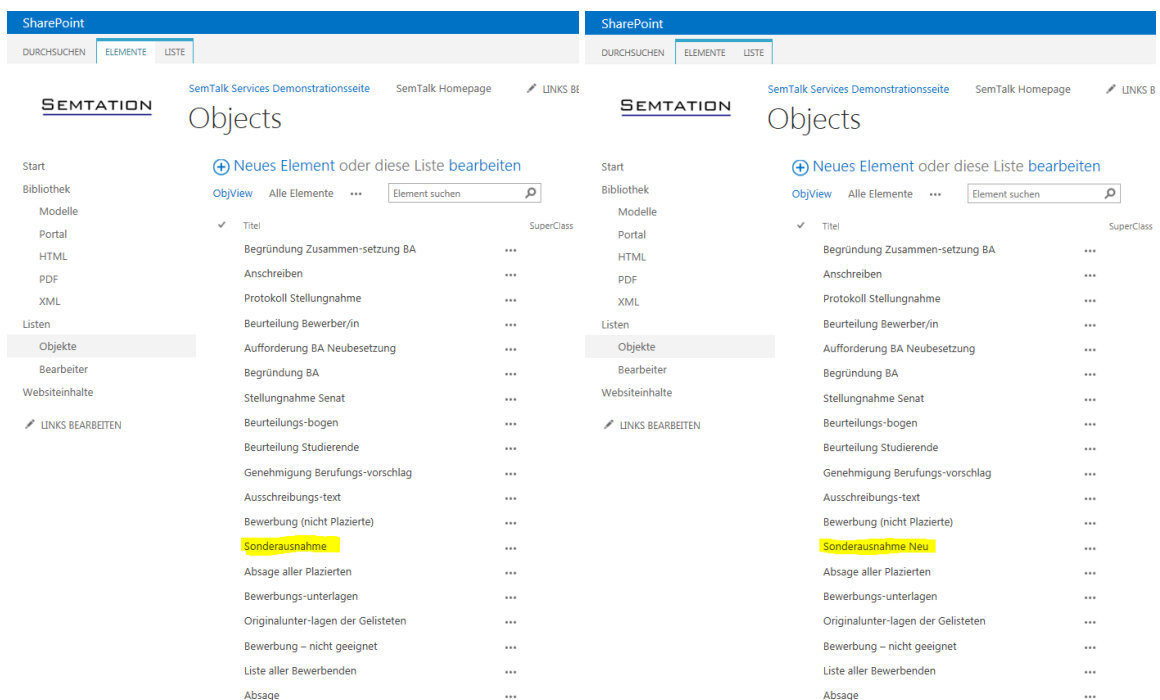 SharePoint
DURCHSUCHEN ELEMENTE LISTE
SEMTATION
SemTalk Services Demonstrationsseite SemTalk Homepage LINKS BE
Objects
Start
Bibliothek
Modelle
Portal
HTML
PDF
XML
Listen
Objekte
Bearbeiter
Websiteinhalte
LINKS BEARBEITEN
Neues Element oder diese Liste bearbeiten
ObjView Alle Elemente ••• Element suchen
Titel SuperClass
Begründung Zusammen-setzung BA •••
Anschreiben •••
Protokoll Stellungnahme •••
Beurteilung Bewerber/in •••
Aufforderung BA Neubesetzung •••
Begründung BA •••
Stellungnahme Senat •••
Beurteilungs-bogen •••
Beurteilung Studierende •••
Genehmigung Berufungs-vorschlag •••
Ausschreibungs-text •••
Bewerbung (nicht Plazierte) •••
Sonderausnahme •••
Absage aller Plazierten •••
Bewerbungs-unterlagen •••
Originalunter-lagen der Gelisteten •••
Bewerbung – nicht geeignet •••
Liste aller Bewerbenden •••
Absage •••
SharePoint
DURCHSUCHEN ELEMENTE LISTE
SEMTATION
SemTalk Services Demonstrationsseite SemTalk Homepage LINKS B
Objects
Start
Bibliothek
Modelle
Portal
HTML
PDF
XML
Listen
Objekte
Bearbeiter
Websiteinhalte
LINKS BEARBEITEN
Neues Element oder diese Liste bearbeiten
ObjView Alle Elemente ••• Element suchen
Titel SuperClass
Begründung Zusammen-setzung BA •••
Anschreiben •••
Protokoll Stellungnahme •••
Beurteilung Bewerber/in •••
Aufforderung BA Neubesetzung •••
Begründung BA •••
Stellungnahme Senat •••
Beurteilungs-bogen •••
Beurteilung Studierende •••
Genehmigung Berufungs-vorschlag •••
Ausschreibungs-text •••
Bewerbung (nicht Plazierte) •••
Sonderausnahme Neu •••
Absage aller Plazierten •••
Bewerbungs-unterlagen •••
Originalunter-lagen der Gelisteten •••
Bewerbung – nicht geeignet •••
Liste aller Bewerbenden •••
Absage •••